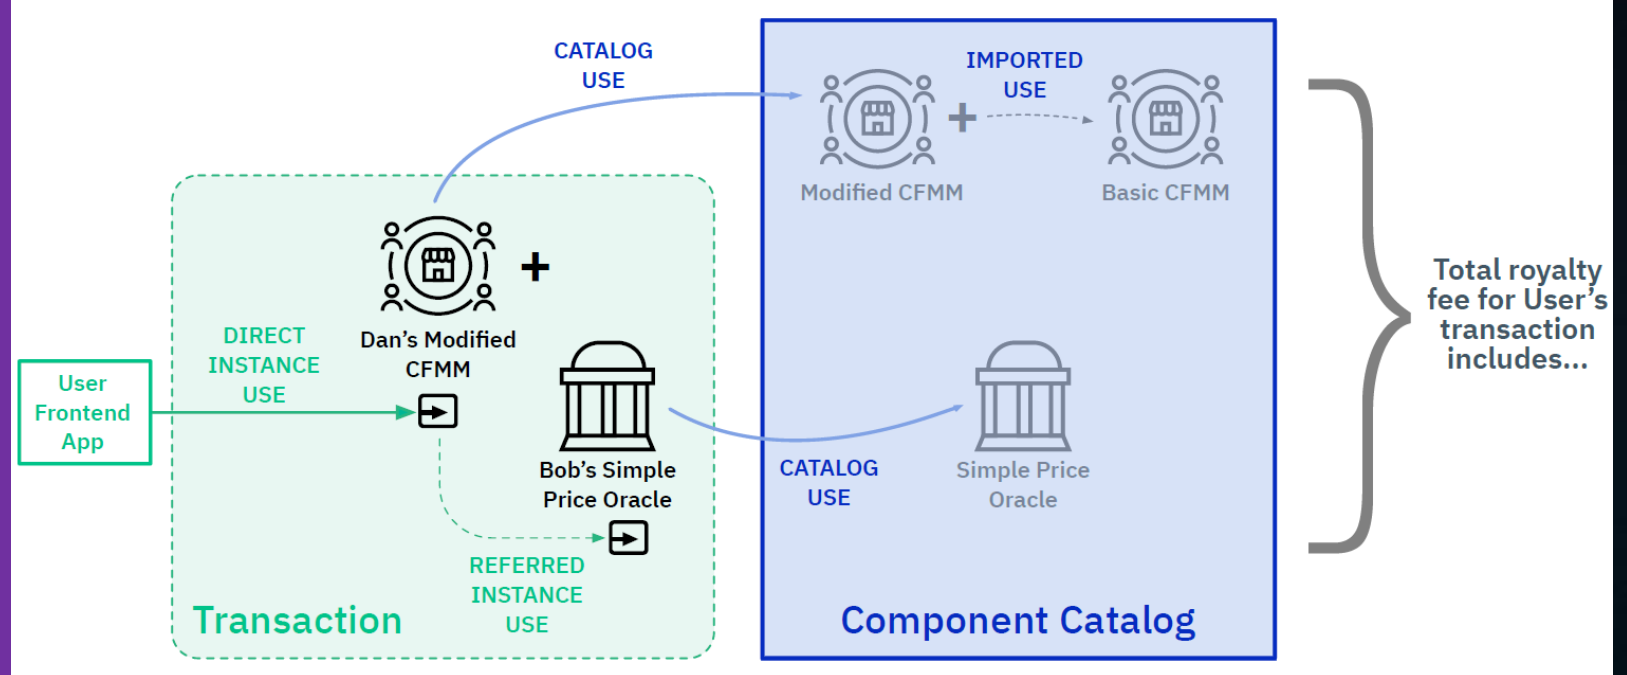 CATALOG
USE
IMPORTED
USE
Modified CFMM
Basic CFMM
Dan's Modified
CFMM
DIRECT
INSTANCE
USE
User
Frontend
App
Bob's Simple
Price Oracle
REFERRED
INSTANCE
USE
Transaction
CATALOG
USE
Simple Price
Oracle
Component Catalog
Total royalty
fee for User's
transaction
includes...